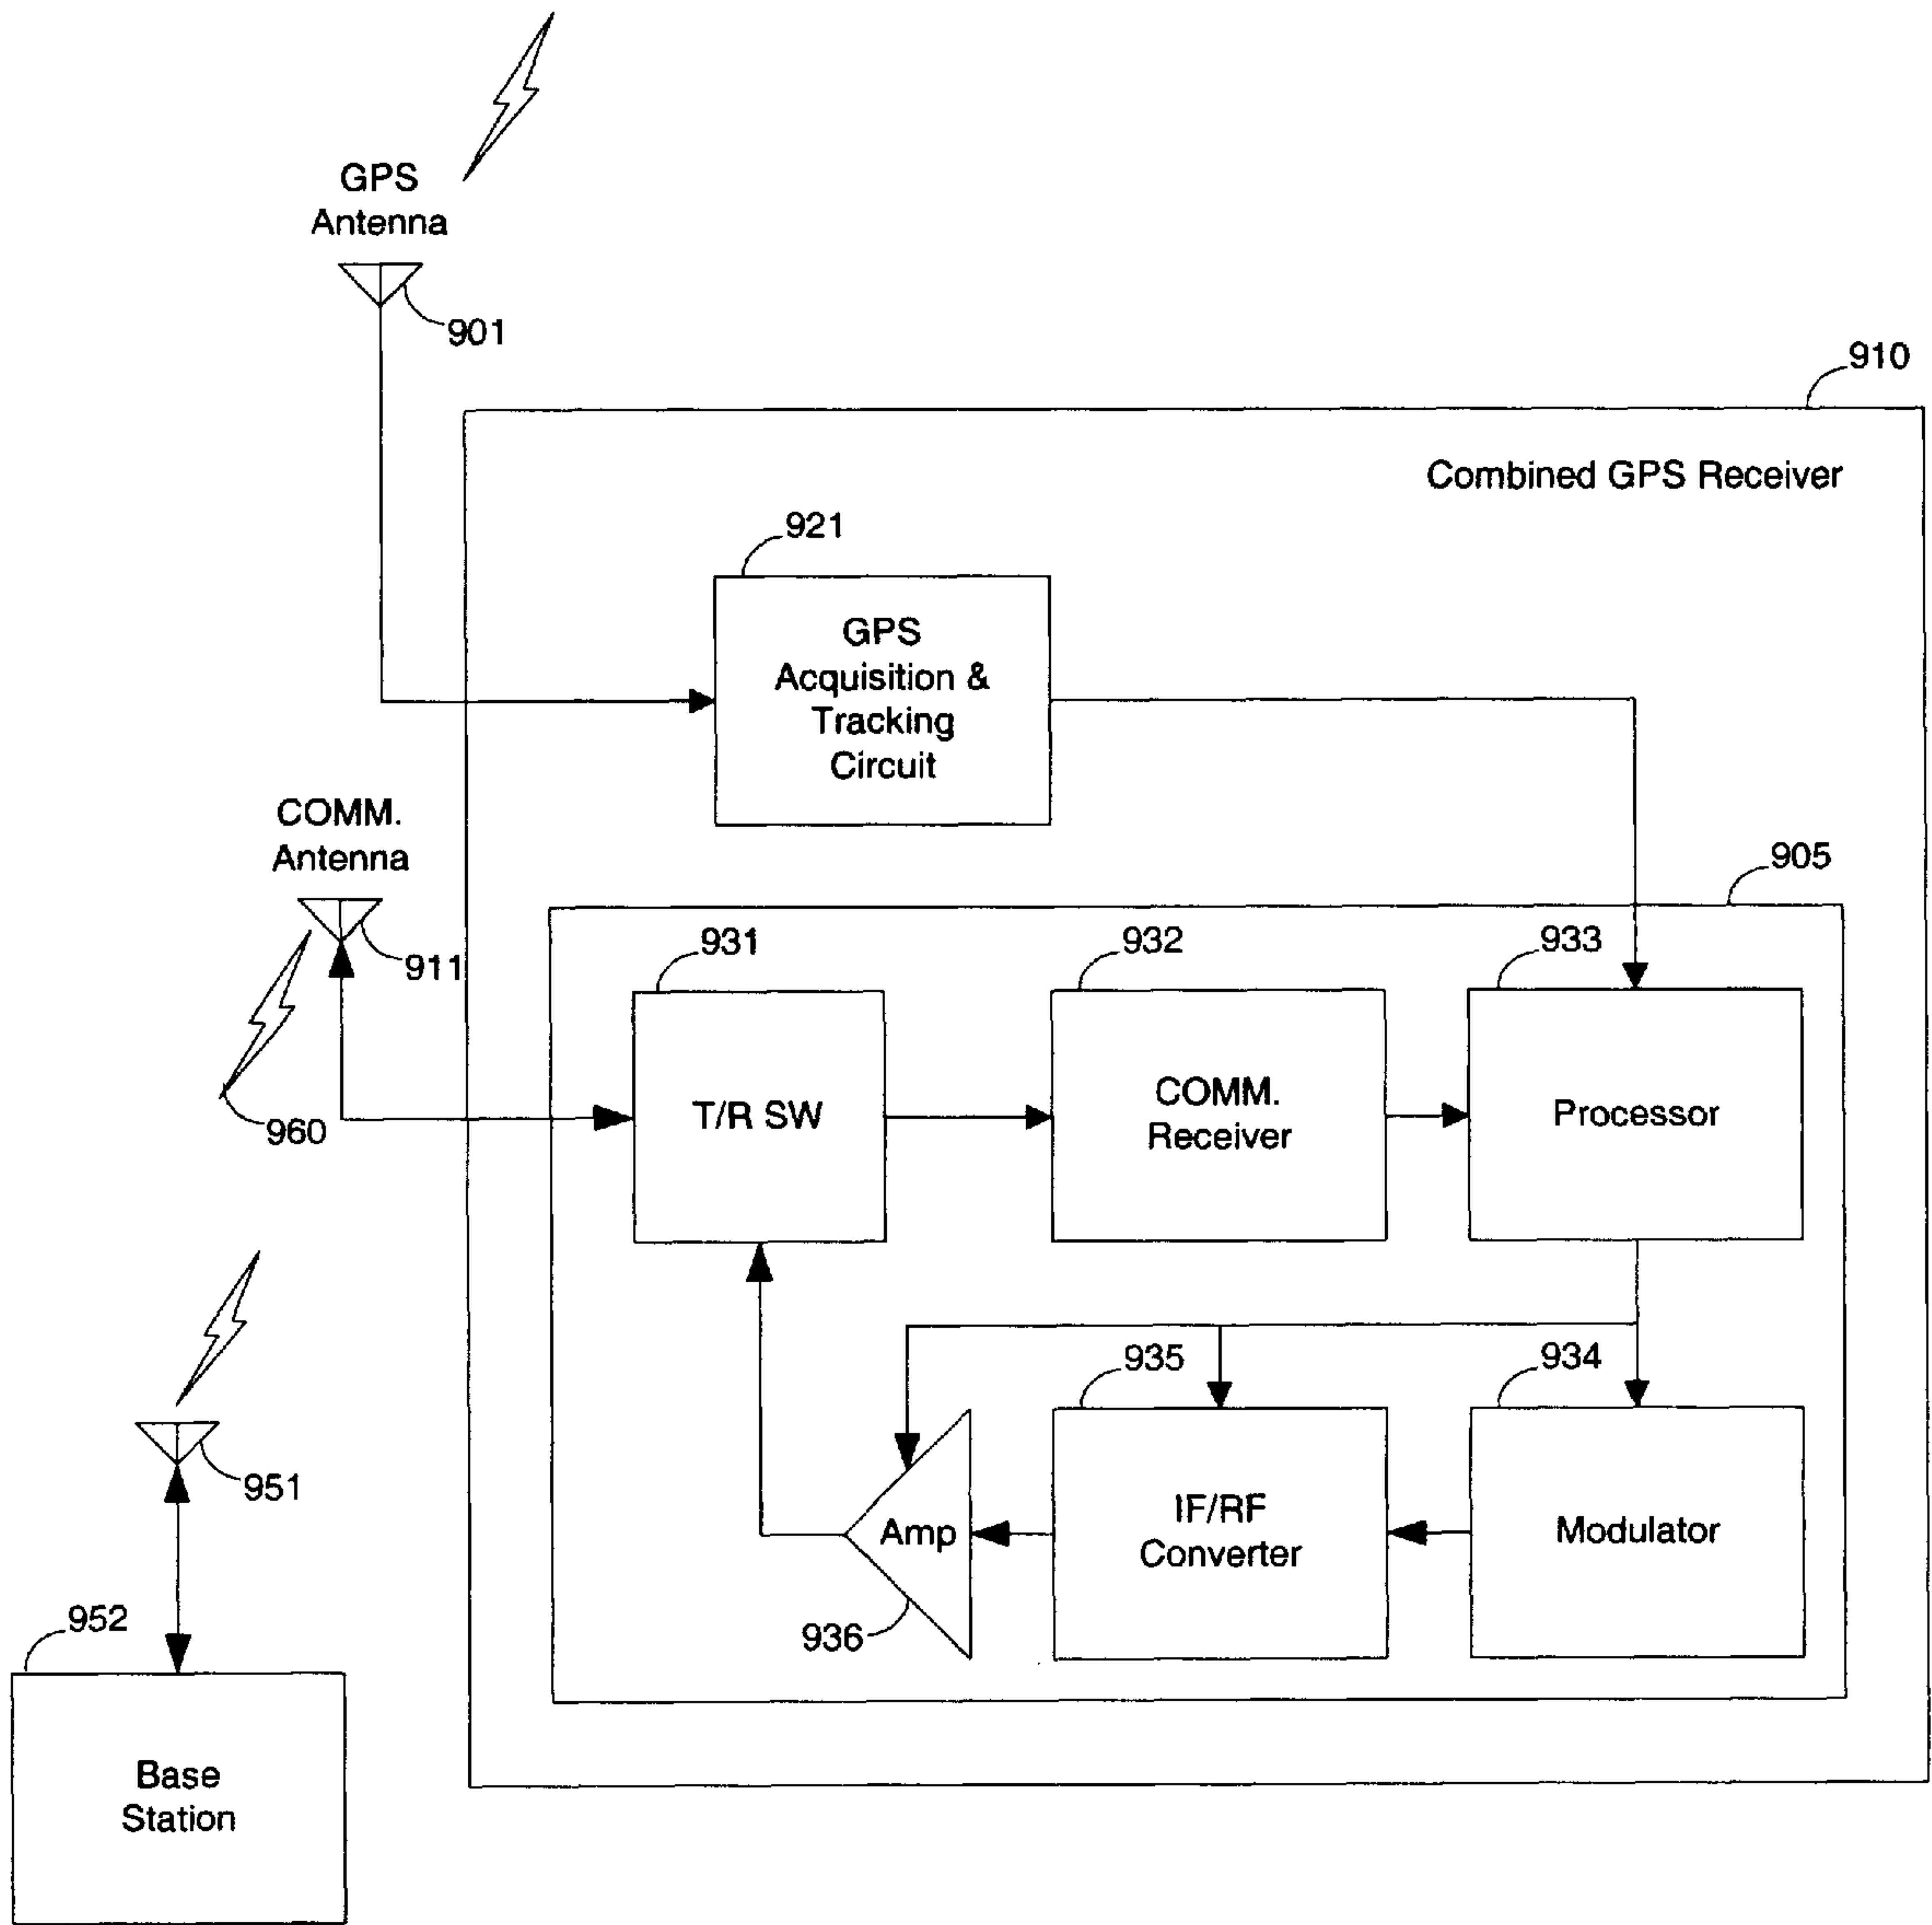 GPS
Antenna
901
910
Combined GPS Receiver
921
GPS
Acquisition &
Tracking
Circuit
COMM.
Antenna
911
905
931
932
933
960
T/R SW
COMM.
Receiver
Processor
951
935
934
Amp
IF/RF
Converter
Modulator
936
952
Base
Station